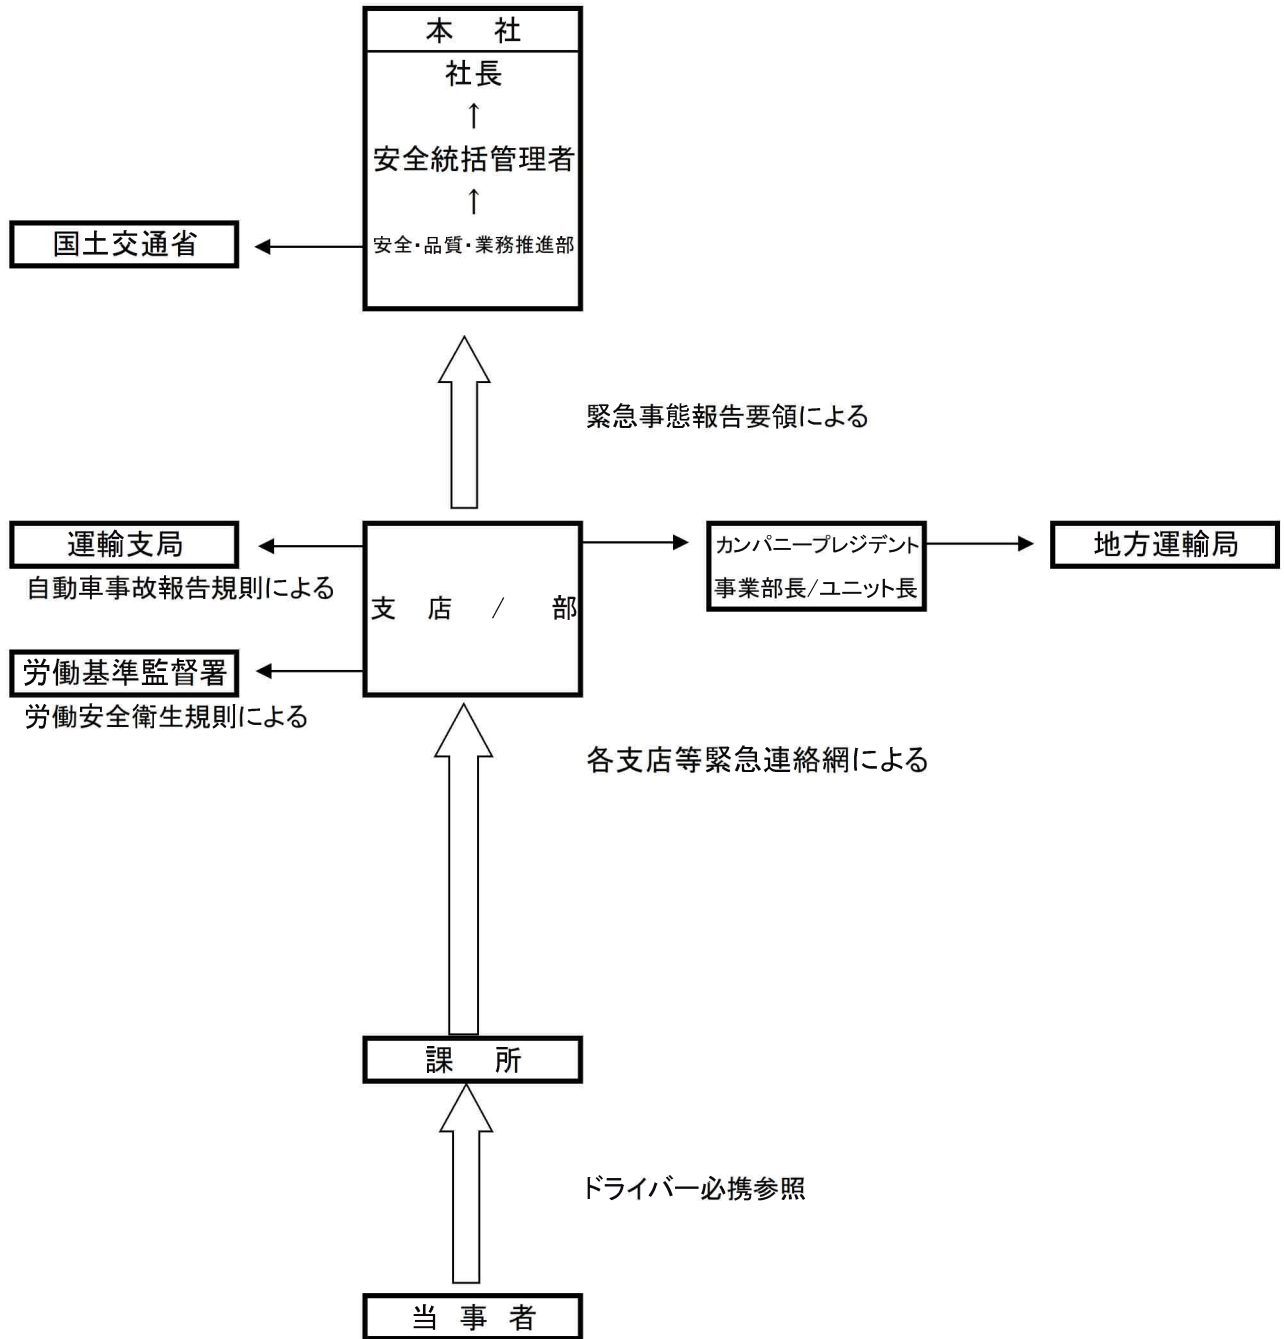 本 社
社長
↑
安全統括管理者
↑
国土交通省
安全・品質・業務推進部
緊急事態報告要領による
運輸支局
自動車事故報告規則による
支 店 / 部
カンパニープレジデント
事業部長/ユニット長
地方運輸局
労働基準監督署
労働安全衛生規則による
各支店等緊急連絡網による
課 所
ドライバー必携参照
当 事 者